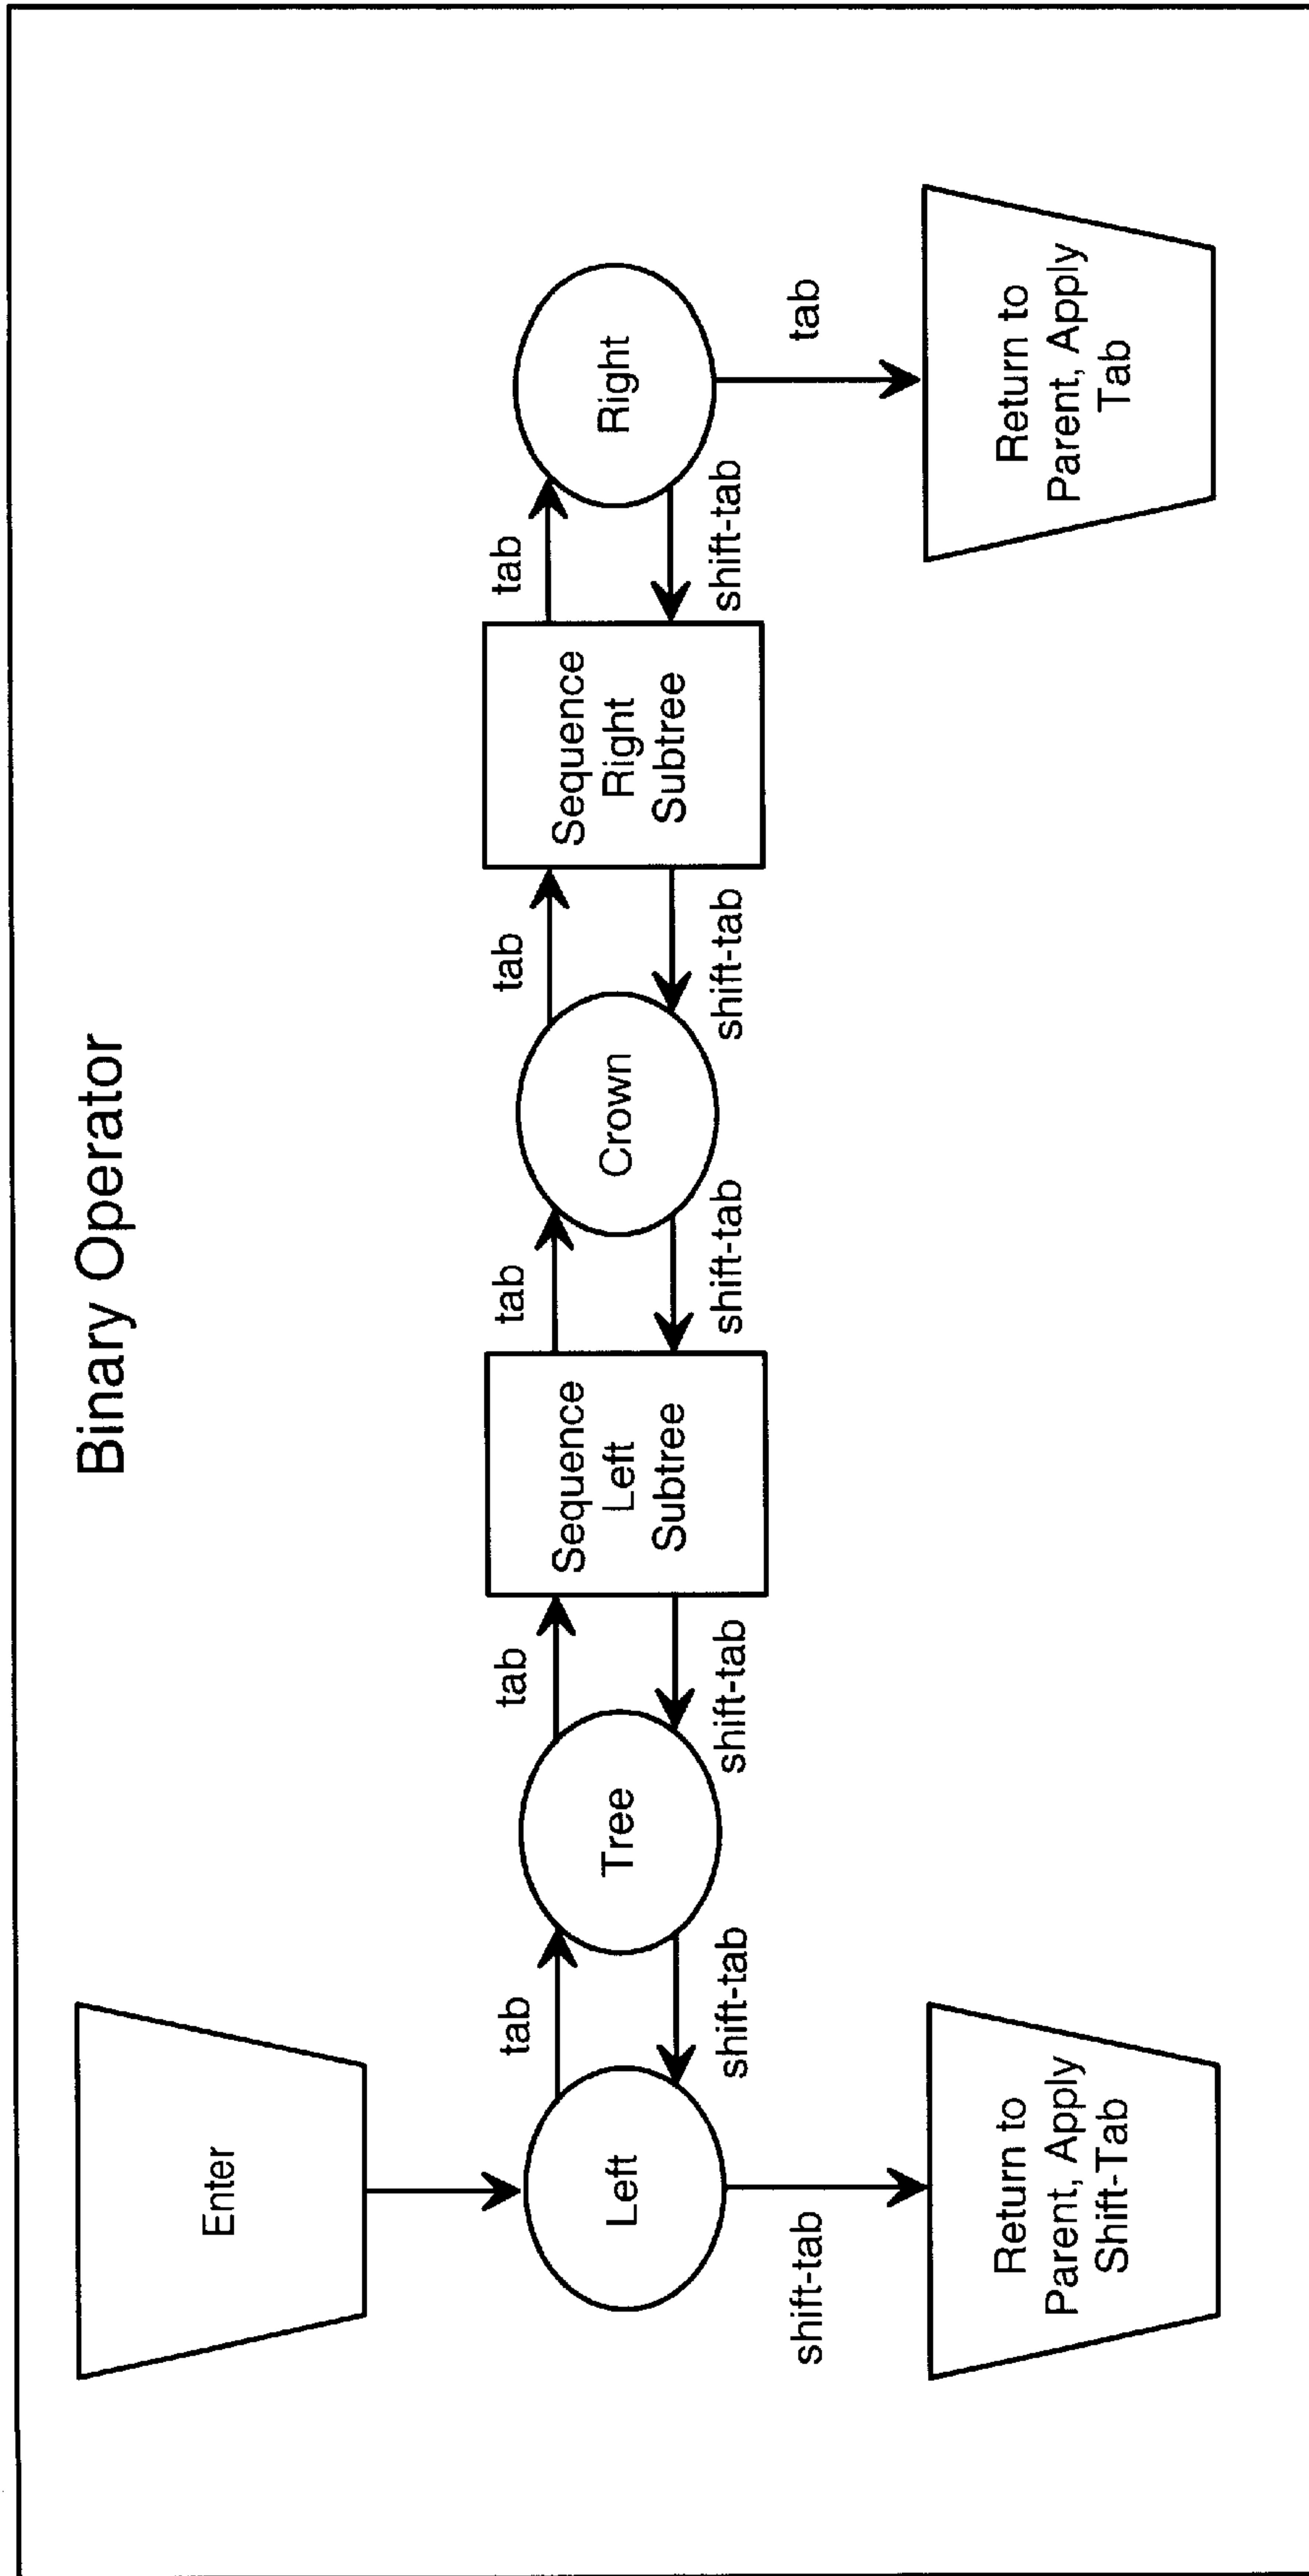 Binary Operator
Enter
Left
tab
shift-tab
Tree
tab
shift-tab
Sequence
Left
Subtree
tab
shift-tab
Crown
tab
shift-tab
Sequence
Right
Subtree
tab
shift-tab
Right
shift-tab
Return to
Parent, Apply
Shift-Tab
tab
Return to
Parent, Apply
Tab